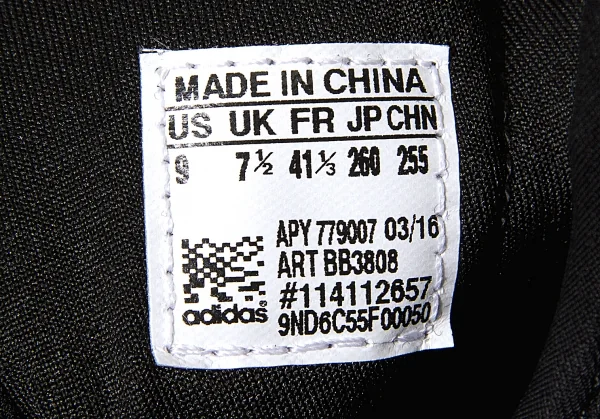 MADE IN CHINA
US UK FR JP CHN
9 7½ 41⅓ 260 255
APY 779007 03/16
ART BB3808
#114112657
adidas 9ND6C55F00050